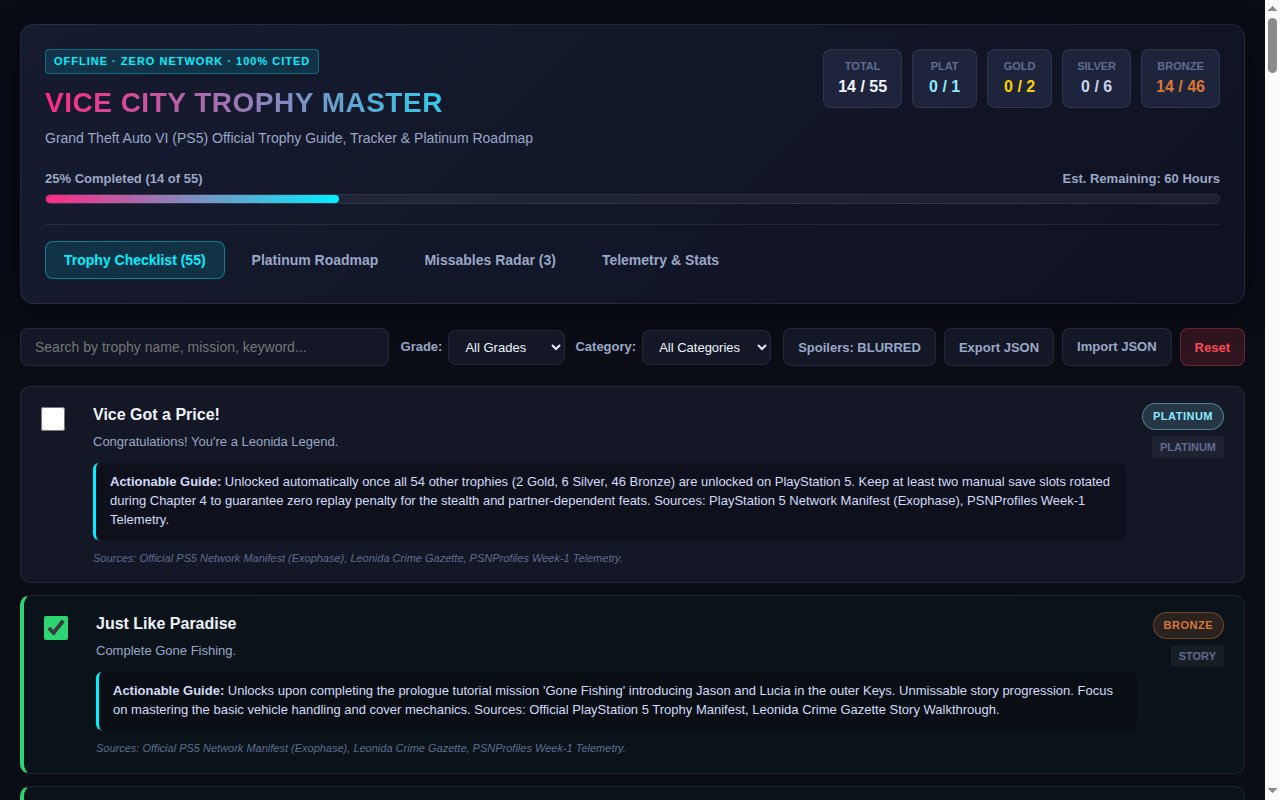 OFFLINE · ZERO NETWORK · 100% CITED
VICE CITY TROPHY MASTER
Grand Theft Auto VI (PS5) Official Trophy Guide, Tracker & Platinum Roadmap
TOTAL
14 / 55
PLAT
0 / 1
GOLD
0 / 2
SILVER
0 / 6
BRONZE
14 / 46
25% Completed (14 of 55)
Est. Remaining: 60 Hours
Trophy Checklist (55)
Platinum Roadmap
Missables Radar (3)
Telemetry & Stats
Search by trophy name, mission, keyword...
Grade:
All Grades
Category:
All Categories
Spoilers: BLURRED
Export JSON
Import JSON
Reset
Vice Got a Price!
Congratulations! You're a Leonida Legend.
PLATINUM
PLATINUM
Actionable Guide: Unlocked automatically once all 54 other trophies (2 Gold, 6 Silver, 46 Bronze) are unlocked on PlayStation 5. Keep at least two manual save slots rotated
during Chapter 4 to guarantee zero replay penalty for the stealth and partner-dependent feats. Sources: PlayStation 5 Network Manifest (Exophase), PSNProfiles Week-1
Telemetry.
Sources: Official PS5 Network Manifest (Exophase), Leonida Crime Gazette, PSNProfiles Week-1 Telemetry.
Just Like Paradise
Complete Gone Fishing.
BRONZE
STORY
Actionable Guide: Unlocks upon completing the prologue tutorial mission 'Gone Fishing' introducing Jason and Lucia in the outer Keys. Unmissable story progression. Focus
on mastering the basic vehicle handling and cover mechanics. Sources: Official PlayStation 5 Trophy Manifest, Leonida Crime Gazette Story Walkthrough.
Sources: Official PS5 Network Manifest (Exophase), Leonida Crime Gazette, PSNProfiles Week-1 Telemetry.